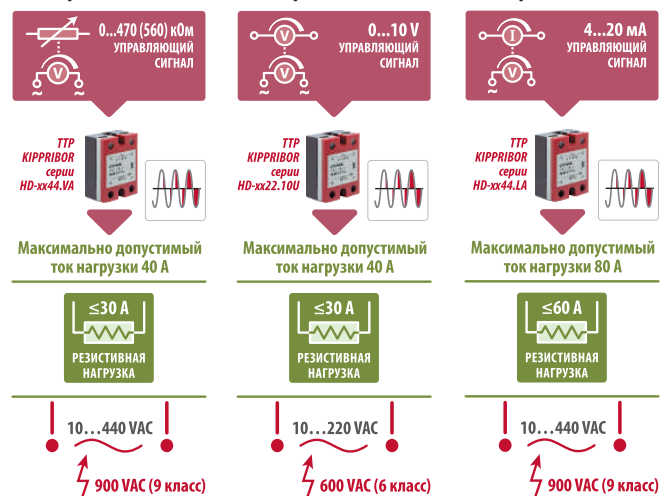 0...470 (560) кОм
УПРАВЛЯЮЩИЙ
СИГНАЛ
V
~ ~
ТТР
KIPPRIBOR
серии
HD-xx44.VA
Максимально допустимый
ток нагрузки 40 А
≤30 А
РЕЗИСТИВНАЯ
НАГРУЗКА
10...440 VAC
900 VAC (9 класс)
0...10 V
УПРАВЛЯЮЩИЙ
СИГНАЛ
V
V
~ ~
ТТР
KIPPRIBOR
серии
HD-xx22.10U
Максимально допустимый
ток нагрузки 40 А
≤30 А
РЕЗИСТИВНАЯ
НАГРУЗКА
10...220 VAC
600 VAC (6 класс)
4...20 мА
УПРАВЛЯЮЩИЙ
СИГНАЛ
I
V
~ ~
ТТР
KIPPRIBOR
серии
HD-xx44.LA
Максимально допустимый
ток нагрузки 80 А
≤60 А
РЕЗИСТИВНАЯ
НАГРУЗКА
10...440 VAC
900 VAC (9 класс)